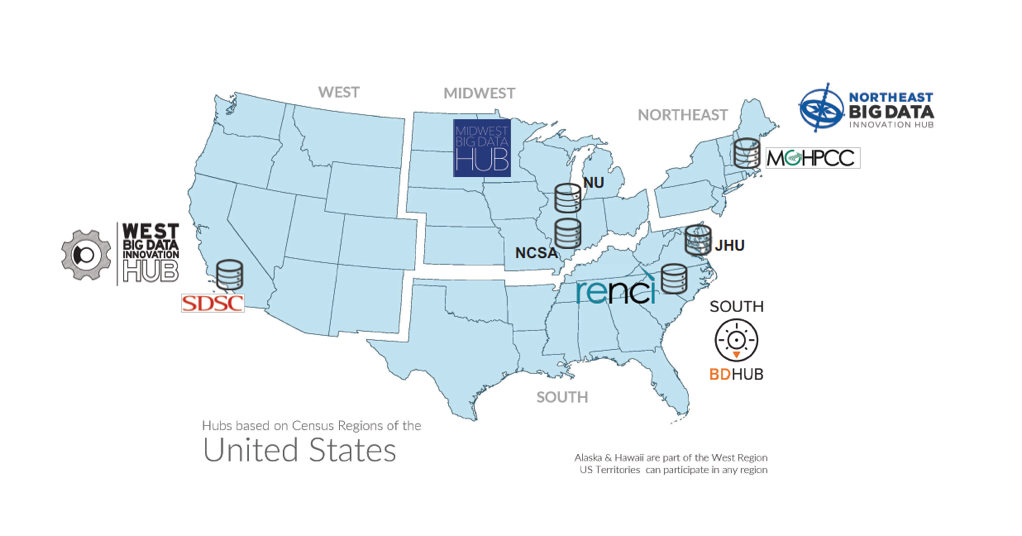 WEST
MIDWEST
NORTHEAST
NORTHEAST
BIG DATA
INNOVATION HUB
MIDWEST
BIG DATA
HUB
MGHPCC
NU
WEST
BIG DATA
INNOVATION
HUB
NCSA
JHU
SDSC
renci
SOUTH
BDHUB
SOUTH
Hubs based on Census Regions of the
United States
Alaska & Hawaii are part of the West Region
US Territories can participate in any region